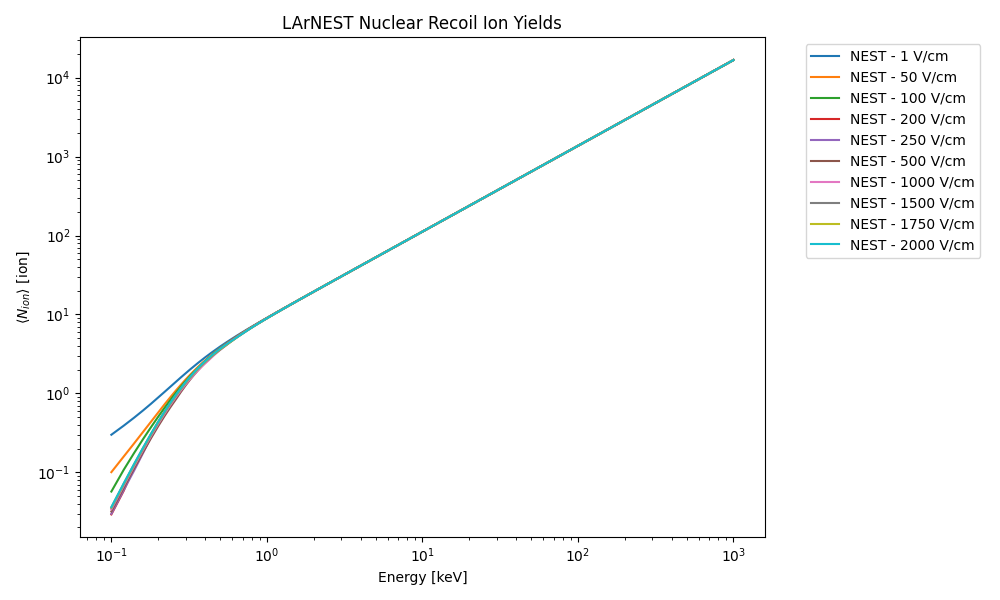 LArNEST Nuclear Recoil Ion Yields
⟨N_{ion}⟩ [ion]
10^4
10^3
10^2
10^1
10^0
10^{-1}
10^{-1}
10^0
10^1
10^2
10^3
Energy [keV]
NEST - 1 V/cm
NEST - 50 V/cm
NEST - 100 V/cm
NEST - 200 V/cm
NEST - 250 V/cm
NEST - 500 V/cm
NEST - 1000 V/cm
NEST - 1500 V/cm
NEST - 1750 V/cm
NEST - 2000 V/cm